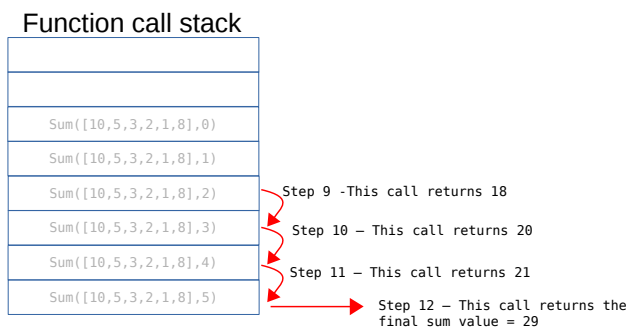 Function call stack
Sum([10,5,3,2,1,8],0)
Sum([10,5,3,2,1,8],1)
Sum([10,5,3,2,1,8],2)
Step 9 -This call returns 18
Sum([10,5,3,2,1,8],3)
Step 10 – This call returns 20
Sum([10,5,3,2,1,8],4)
Step 11 – This call returns 21
Sum([10,5,3,2,1,8],5)
Step 12 – This call returns the
final sum value = 29